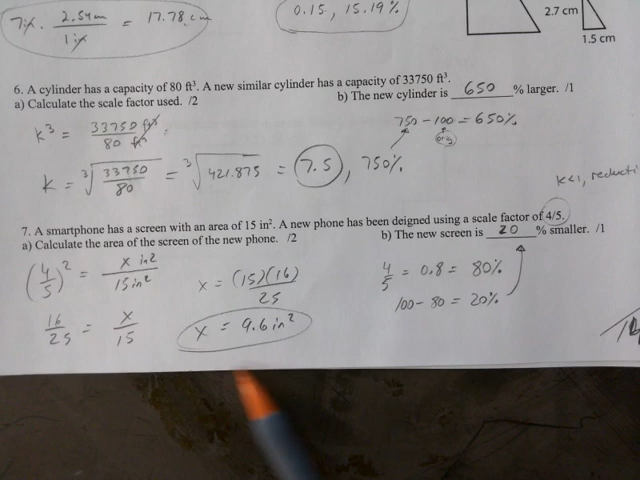 7in. 2.54cm / 1in = 17.78 cm
0.15, 15.19%
2.7 cm
1.5 cm
6. A cylinder has a capacity of 80 ft³. A new similar cylinder has a capacity of 33750 ft³.
a) Calculate the scale factor used. /2
b) The new cylinder is 650 % larger. /1
k³ = 33750 ft³ / 80 ft³
750 - 100 = 650%
orig
k = ³√33750/80 = ³√421.875 = 7.5, 750%
k<1, reducti
7. A smartphone has a screen with an area of 15 in². A new phone has been deigned using a scale factor of 4/5.
a) Calculate the area of the screen of the new phone. /2
b) The new screen is 20 % smaller. /1
(4/5)² = x in² / 15 in²
x = (15)(16) / 25
4/5 = 0.8 = 80%
100 - 80 = 20%
16/25 = x/15
x = 9.6 in²